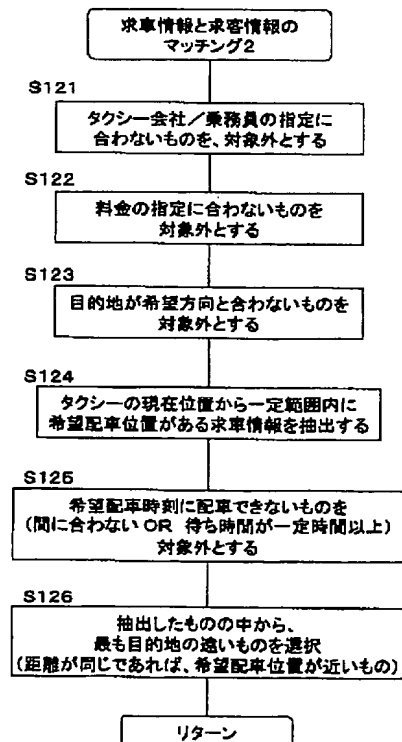 求車情報と求客情報の
マッチング2
S121
タクシー会社／乗務員の指定に
合わないものを、対象外とする
S122
料金の指定に合わないものを
対象外とする
S123
目的地が希望方向と合わないものを
対象外とする
S124
タクシーの現在位置から一定範囲内に
希望配車位置がある求車情報を抽出する
S125
希望配車時刻に配車できないものを
(間に合わない OR 待ち時間が一定時間以上)
対象外とする
S126
抽出したものの中から、
最も目的地の遠いものを選択
(距離が同じであれば、希望配車位置が近いもの)
リターン